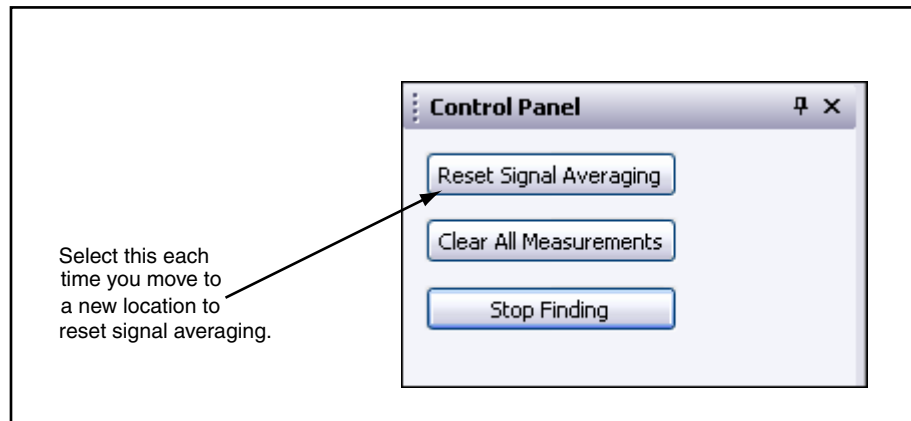 Control Panel
Reset Signal Averaging
Clear All Measurements
Stop Finding
Select this each
time you move to
a new location to
reset signal averaging.